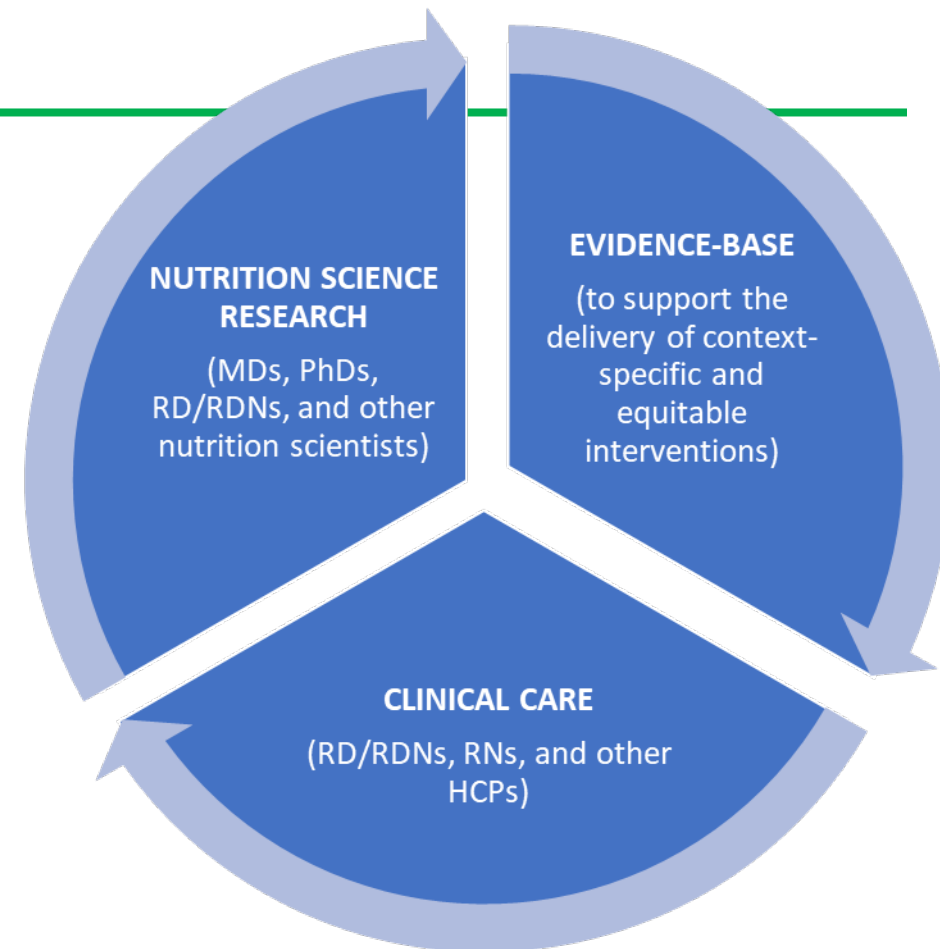 NUTRITION SCIENCE
RESEARCH
(MDs, PhDs,
RD/RDNs, and other
nutrition scientists)
EVIDENCE-BASE
(to support the
delivery of context-
specific and
equitable
interventions)
CLINICAL CARE
(RD/RDNs, RNs, and other
HCPs)